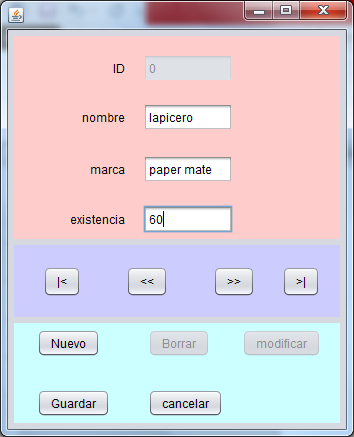 ID 0
nombre lapicero
marca paper mate
existencia 60
|< << >> >|
Nuevo Borrar modificar
Guardar cancelar